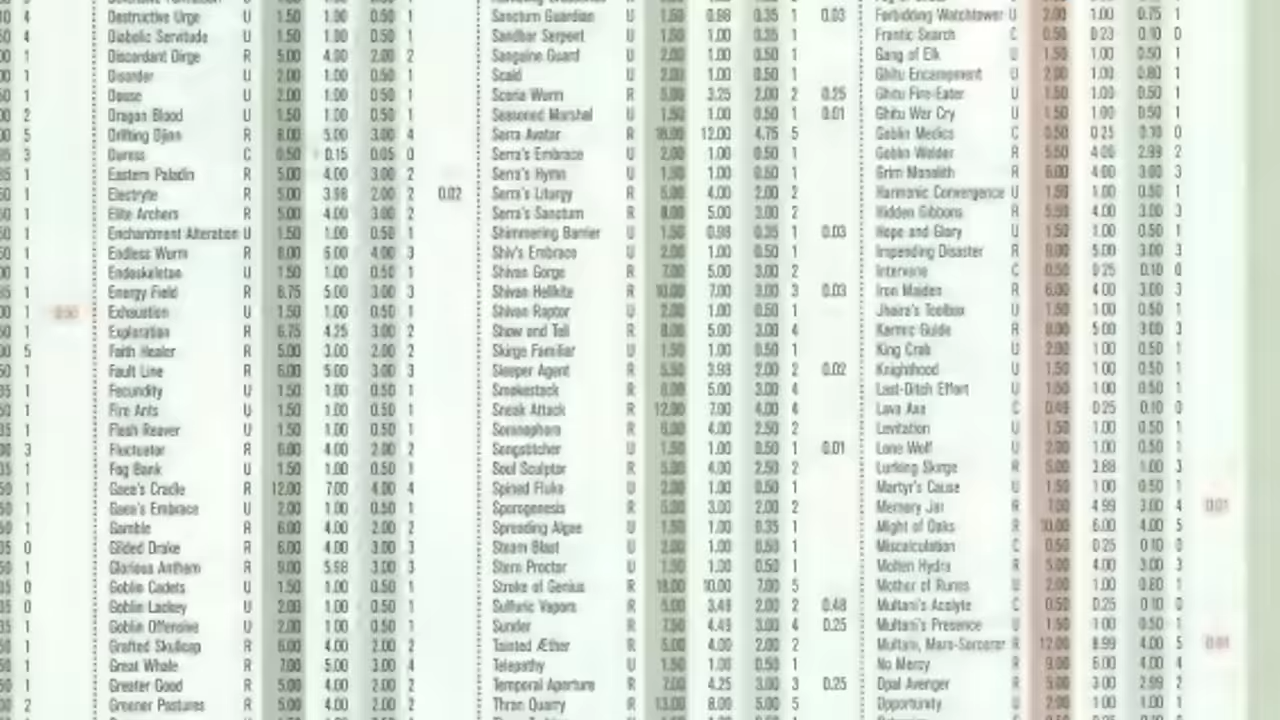 Destructive Urge U 1.50 1.00 0.50 1
Diabolic Servitude U 1.50 1.00 0.50 1
Discordant Dirge R 5.00 4.00 2.00 2
Disorder U 2.00 1.00 0.50 1
Douse U 2.00 1.00 0.50 1
Dragon Blood U 1.50 1.00 0.50 1
Drifting Djinn R 8.00 5.00 3.00 4
Duress C 0.50 0.15 0.05 0
Eastern Paladin R 5.00 4.00 3.00 2
Electryte R 5.00 3.98 2.00 2 0.02
Elite Archers R 5.00 4.00 3.00 2
Enchantment Alteration U 1.50 1.00 0.50 1
Endless Wurm R 8.00 6.00 4.00 3
Endoskeleton U 1.50 1.00 0.50 1
Energy Field R 6.75 5.00 3.00 3
Exhaustion U 1.50 1.00 0.50 1
Exploration R 6.75 4.25 3.00 2
Faith Healer R 5.00 3.00 2.00 2
Fault Line R 6.00 5.00 3.00 3
Fecundity U 1.50 1.00 0.50 1
Fire Ants U 1.50 1.00 0.50 1
Flesh Reaver U 1.50 1.00 0.50 1
Fluctuator R 6.00 4.00 2.00 2
Fog Bank U 1.50 1.00 0.50 1
Gaea's Cradle R 12.00 7.00 4.00 4
Gaea's Embrace U 2.00 1.00 0.50 1
Gamble R 6.00 4.00 2.00 2
Gilded Drake R 6.00 4.00 3.00 3
Glorious Anthem R 9.00 5.98 3.00 3
Goblin Cadets U 1.50 1.00 0.50 1
Goblin Lackey U 2.00 1.00 0.50 1
Goblin Offensive U 2.00 1.00 0.50 1
Grafted Skullcap R 6.00 4.00 2.00 2
Great Whale R 7.00 5.00 3.00 4
Greater Good R 5.00 4.00 2.00 2
Greener Pastures R 5.00 4.00 2.00 2
Sanctum Guardian U 1.50 0.98 0.35 1 0.03
Sandbar Serpent U 1.50 1.00 0.35 1
Sanguine Guard U 2.00 1.00 0.50 1
Scald U 2.00 1.00 0.50 1
Scoria Wurm R 5.00 3.25 2.00 2 0.25
Seasoned Marshal U 1.50 1.00 0.50 1 0.01
Serra Avatar R 12.00 4.75 5
Serra's Embrace U 2.00 1.00 0.50 1
Serra's Hymn U 1.50 1.00 0.50 1
Serra's Liturgy R 5.00 4.00 2.00 2
Serra's Sanctum R 8.00 5.00 3.00 2
Shimmering Barrier U 1.50 0.98 0.35 1 0.03
Shiv's Embrace U 2.00 1.00 0.50 1
Shivan Gorge R 7.00 5.00 3.00 2
Shivan Hellkite R 10.00 7.00 3.00 3 0.03
Shivan Raptor U 2.00 1.00 0.50 1
Show and Tell R 8.00 5.00 3.00 4
Skirge Familiar U 1.50 1.00 0.50 1
Sleeper Agent R 5.50 3.98 2.00 2 0.02
Smokestack R 8.00 5.00 3.00 4
Sneak Attack R 12.00 7.00 4.00 4
Somnophore R 6.00 4.00 2.50 2
Songstitcher U 1.50 1.00 0.50 1 0.01
Soul Sculptor R 5.00 4.00 2.50 2
Spined Fluke U 2.00 1.00 0.50 1
Sporogenesis R 5.00 3.00 2.00 2
Spreading Algae U 1.50 1.00 0.35 1
Steam Blast U 2.00 1.00 0.50 1
Stern Proctor U 1.50 1.00 0.50 1
Stroke of Genius R 18.00 10.00 7.00 5
Sulfuric Vapors R 5.00 3.48 2.00 2 0.48
Sunder R 7.50 4.49 3.00 4 0.25
Tainted Æther R 5.00 4.00 2.00 2
Telepathy U 1.50 1.00 0.50 1
Temporal Aperture R 7.00 4.25 3.00 3 0.25
Thran Quarry R 13.00 8.00 5.00 5
Forbidding Watchtower U 2.00 1.00 0.75 1
Frantic Search C 0.50 0.23 0.10 0
Gang of Elk U 1.50 1.00 0.50 1
Ghitu Encampment U 2.00 1.00 0.80 1
Ghitu Fire-Eater U 1.50 1.00 0.50 1
Ghitu War Cry U 1.50 1.00 0.50 1
Goblin Medics C 0.50 0.25 0.10 0
Goblin Welder R 5.50 4.00 2.99 2
Grim Monolith R 6.00 4.00 3.00 3
Harmonic Convergence U 1.50 1.00 0.50 1
Hidden Gibbons R 5.50 4.00 3.00 3
Hope and Glory U 1.50 1.00 0.50 1
Impending Disaster R 8.00 5.00 3.00 3
Intervene C 0.50 0.25 0.10 0
Iron Maiden R 6.00 4.00 3.00 3
Jhoira's Toolbox U 1.50 1.00 0.50 1
Karmic Guide R 8.00 5.00 3.00 3
King Crab U 2.00 1.00 0.50 1
Knighthood U 1.50 1.00 0.50 1
Last-Ditch Effort U 1.50 1.00 0.50 1
Lava Axe C 0.49 0.25 0.10 0
Levitation U 1.50 1.00 0.50 1
Lone Wolf U 2.00 1.00 0.50 1
Lurking Skirge R 5.00 3.88 1.00 3
Martyr's Cause U 1.50 1.00 0.50 1
Memory Jar R 7.00 4.99 3.00 4 0.01
Might of Oaks R 10.00 6.00 4.00 5
Miscalculation C 0.50 0.25 0.10 0
Molten Hydra R 5.00 4.00 3.00 3
Mother of Runes U 2.00 1.00 0.80 1
Multani's Acolyte C 0.50 0.25 0.10 0
Multani's Presence U 1.50 1.00 0.50 1
Multani, Maro-Sorcerer R 12.00 8.99 4.00 5 0.01
No Mercy R 9.00 6.00 4.00 4
Opal Avenger R 5.00 3.00 2.99 2
Opportunity U 2.00 1.00 1.00 1